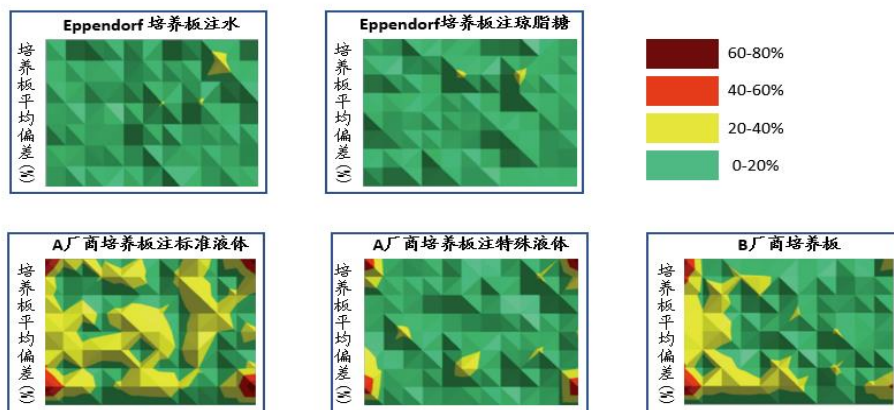 Eppendorf 培养板注水
培养板平均偏差(%)
Eppendorf培养板注琼脂糖
培养板平均偏差(%)
60-80%
40-60%
20-40%
0-20%
A厂商培养板注标准液体
培养板平均偏差(%)
A厂商培养板注特殊液体
培养板平均偏差(%)
B厂商培养板
培养板平均偏差(%)